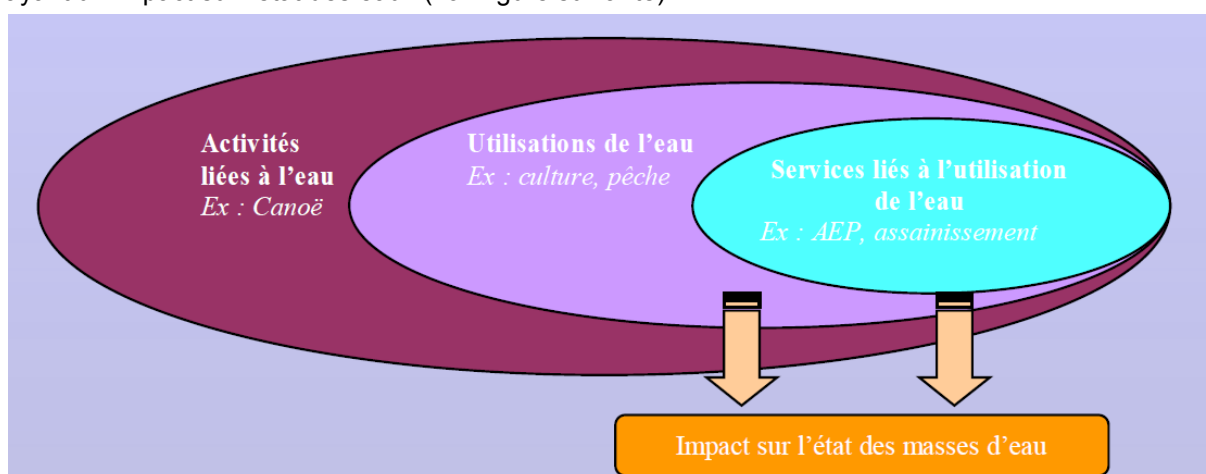 Activités
liées à l'eau
Ex : Canoë
Utilisations de l'eau
Ex : culture, pêche
Services liés à l'utilisation
de l'eau
Ex : AEP, assainissement
Impact sur l'état des masses d'eau